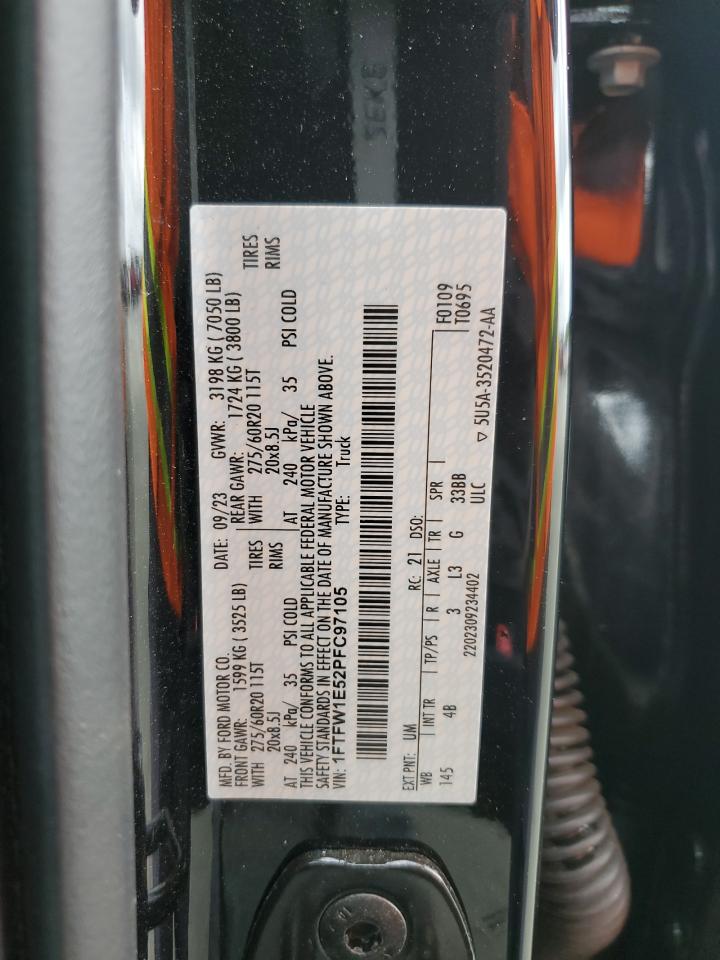 MFD. BY FORD MOTOR CO.
DATE: 09/23 GVWR: 3198 KG ( 7050 LB)
FRONT GAWR: 1599 KG ( 3525 LB) REAR GAWR: 1724 KG ( 3800 LB)
WITH 275/60R20 115T TIRES WITH 275/60R20 115T TIRES
20x8.5J RIMS 20x8.5J RIMS
AT 240 kPa/ 35 PSI COLD AT 240 kPa/ 35 PSI COLD
THIS VEHICLE CONFORMS TO ALL APPLICABLE FEDERAL MOTOR VEHICLE
SAFETY STANDARDS IN EFFECT ON THE DATE OF MANUFACTURE SHOWN ABOVE.
VIN: 1FTFW1E52PFC97105 TYPE: Truck
EXT PNT: UM RC: 21 DSO: F0109
WB INT TR TP/PS R AXLE TR SPR T0695
145 4B 3 L3 G 33BB
2202309234402 ULC
▽ 5U5A-3520472-AA